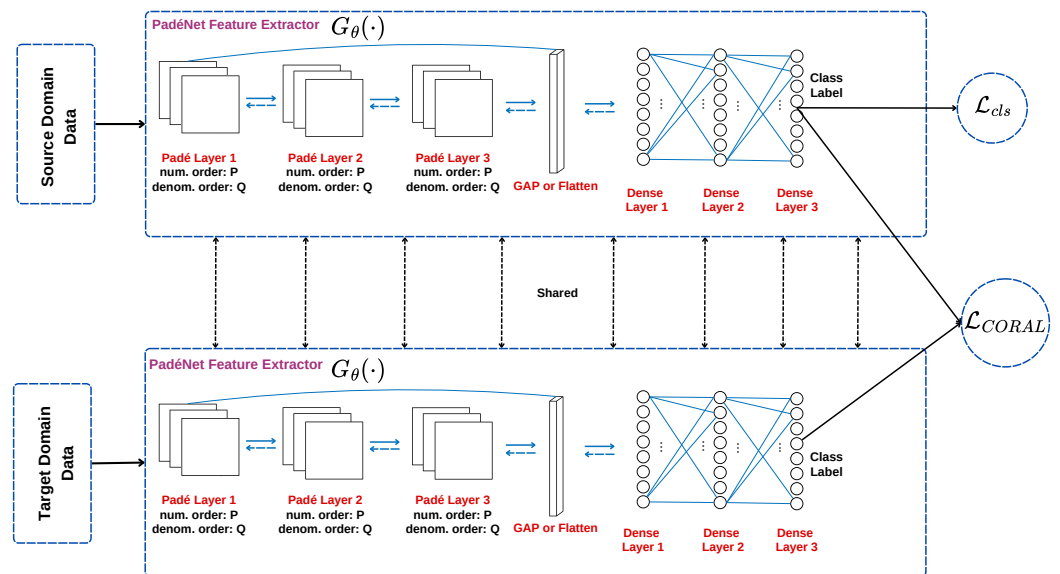 PadéNet Feature Extractor G_θ(·)
Source Domain
Data
Padé Layer 1
num. order: P
denom. order: Q
Padé Layer 2
num. order: P
denom. order: Q
Padé Layer 3
num. order: P
denom. order: Q
GAP or Flatten
Dense
Layer 1
Dense
Layer 2
Dense
Layer 3
Class
Label
ℒ_cls
Shared
ℒ_CORAL
PadéNet Feature Extractor G_θ(·)
Target Domain
Data
Padé Layer 1
num. order: P
denom. order: Q
Padé Layer 2
num. order: P
denom. order: Q
Padé Layer 3
num. order: P
denom. order: Q
GAP or Flatten
Dense
Layer 1
Dense
Layer 2
Dense
Layer 3
Class
Label